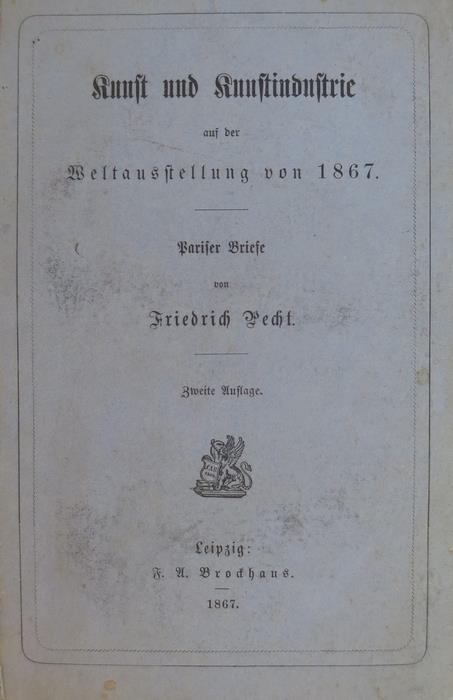 Kunst und Kunstindustrie
auf der
Weltausstellung von 1867.
Pariser Briefe
von
Friedrich Pecht.
Zweite Auflage.
Leipzig:
F. A. Brockhaus.
1867.